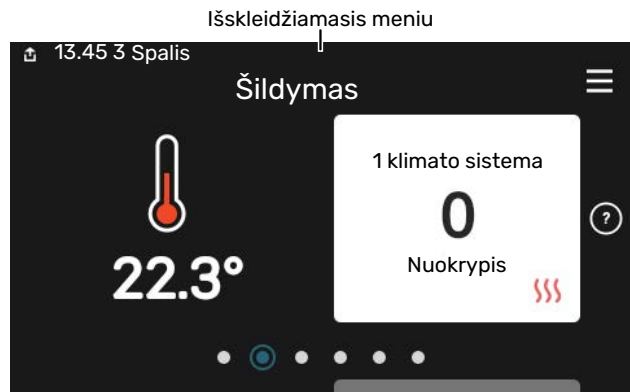 Išskleidžiamasis meniu
13.45 3 Spalis
Šildymas
1 klimato sistema
0
22.3°
Nuokrypis
?